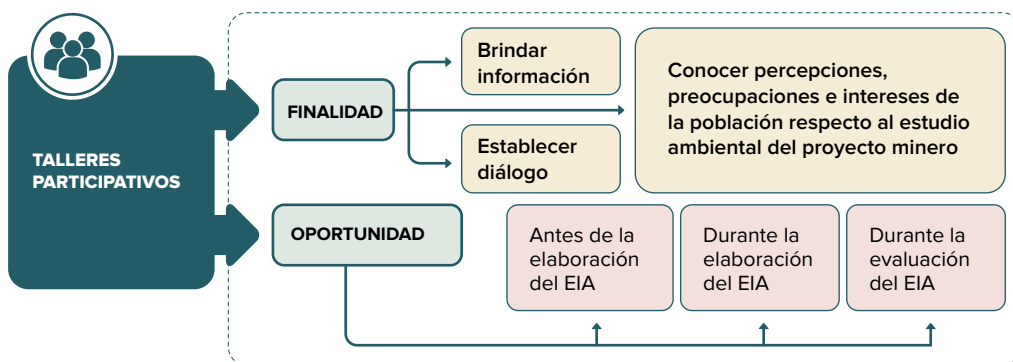 TALLERES
PARTICIPATIVOS
FINALIDAD
Brindar
información
Establecer
diálogo
Conocer percepciones,
preocupaciones e intereses de
la población respecto al estudio
ambiental del proyecto minero
OPORTUNIDAD
Antes de la
elaboración
del EIA
Durante la
elaboración
del EIA
Durante la
evaluación
del EIA